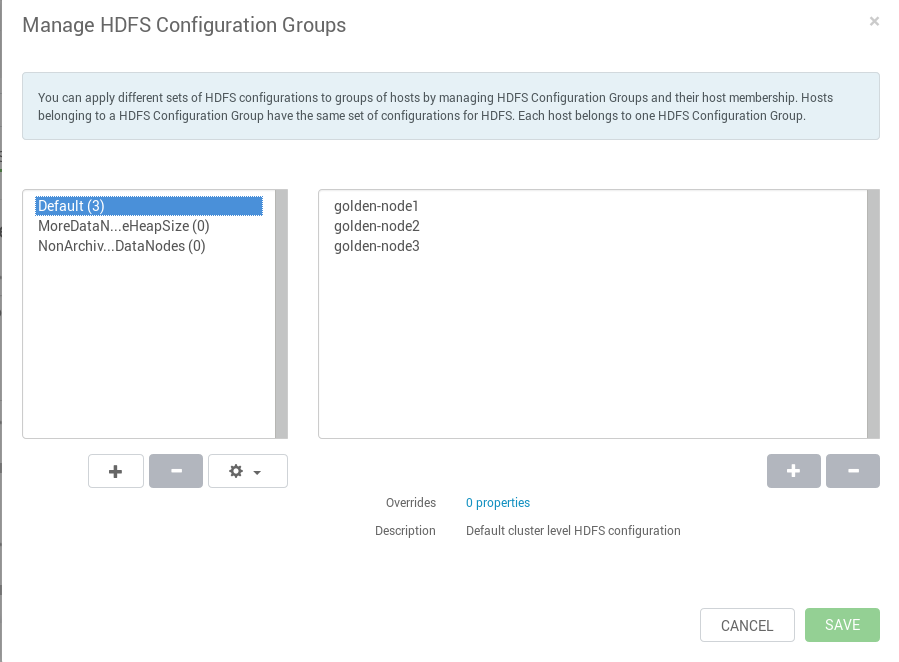 Manage HDFS Configuration Groups
×
You can apply different sets of HDFS configurations to groups of hosts by managing HDFS Configuration Groups and their host membership. Hosts
belonging to a HDFS Configuration Group have the same set of configurations for HDFS. Each host belongs to one HDFS Configuration Group.
Default (3)
MoreDataN...eHeapSize (0)
NonArchiv...DataNodes (0)
golden-node1
golden-node2
golden-node3
Overrides 0 properties
Description Default cluster level HDFS configuration
CANCEL SAVE